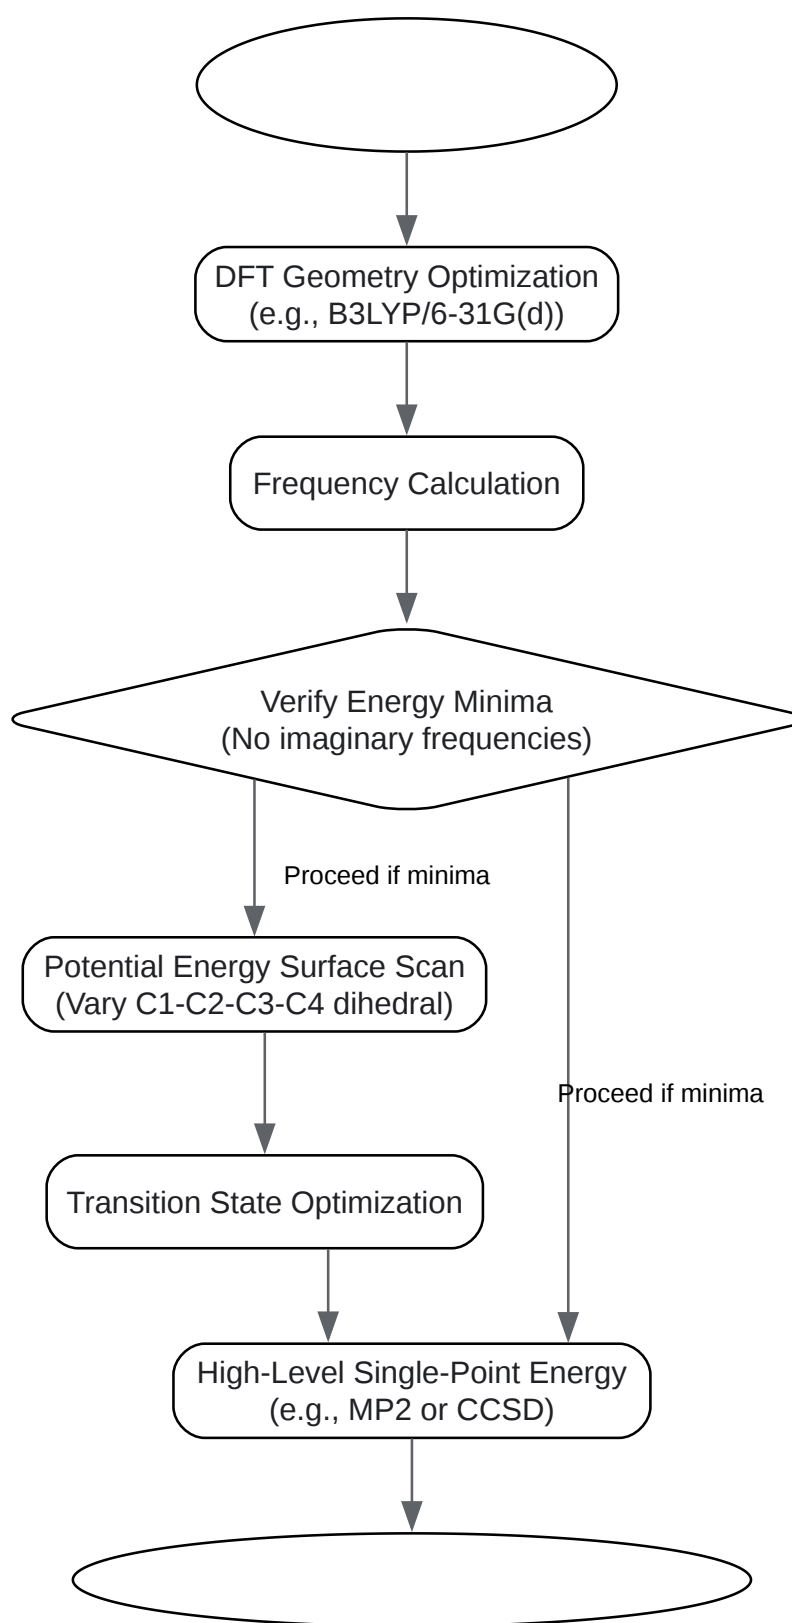 DFT Geometry Optimization
(e.g., B3LYP/6-31G(d))
Frequency Calculation
Verify Energy Minima
(No imaginary frequencies)
Proceed if minima
Potential Energy Surface Scan
(Vary C1-C2-C3-C4 dihedral)
Proceed if minima
Transition State Optimization
High-Level Single-Point Energy
(e.g., MP2 or CCSD)